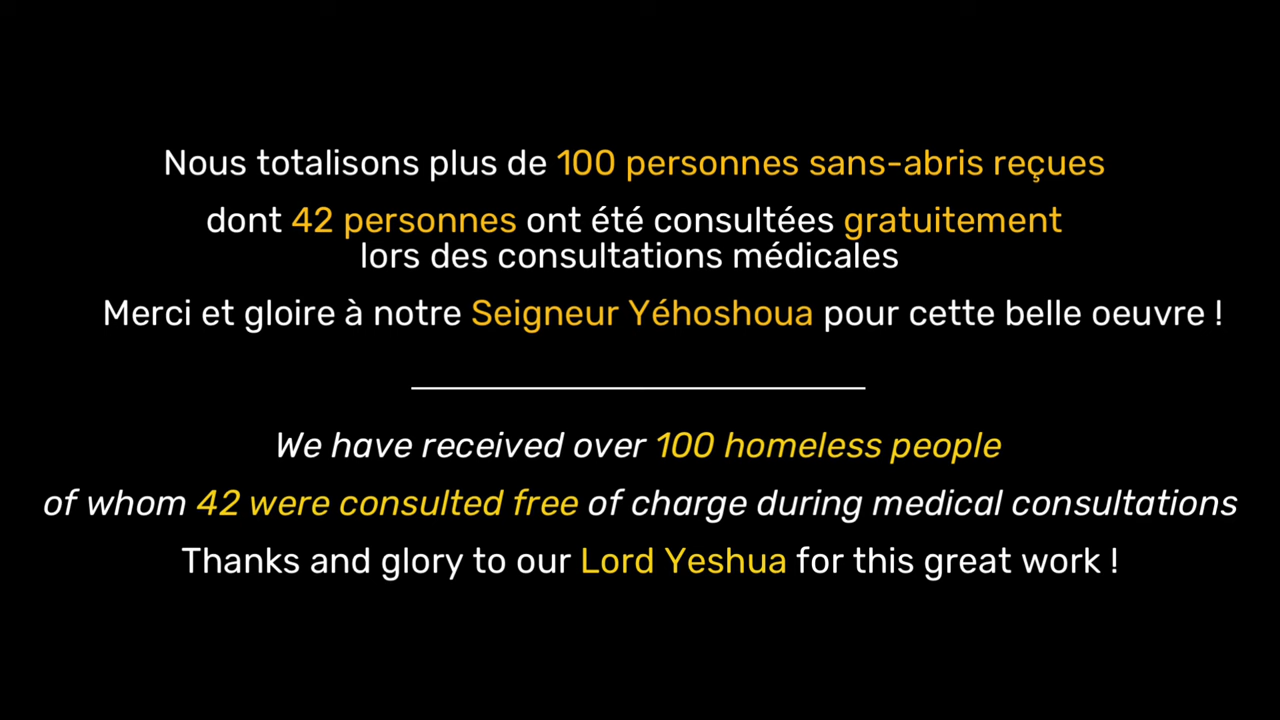 Nous totalisons plus de 100 personnes sans-abris reçues
dont 42 personnes ont été consultées gratuitement
lors des consultations médicales
Merci et gloire à notre Seigneur Yéhoshoua pour cette belle oeuvre !
We have received over 100 homeless people
of whom 42 were consulted free of charge during medical consultations
Thanks and glory to our Lord Yeshua for this great work !